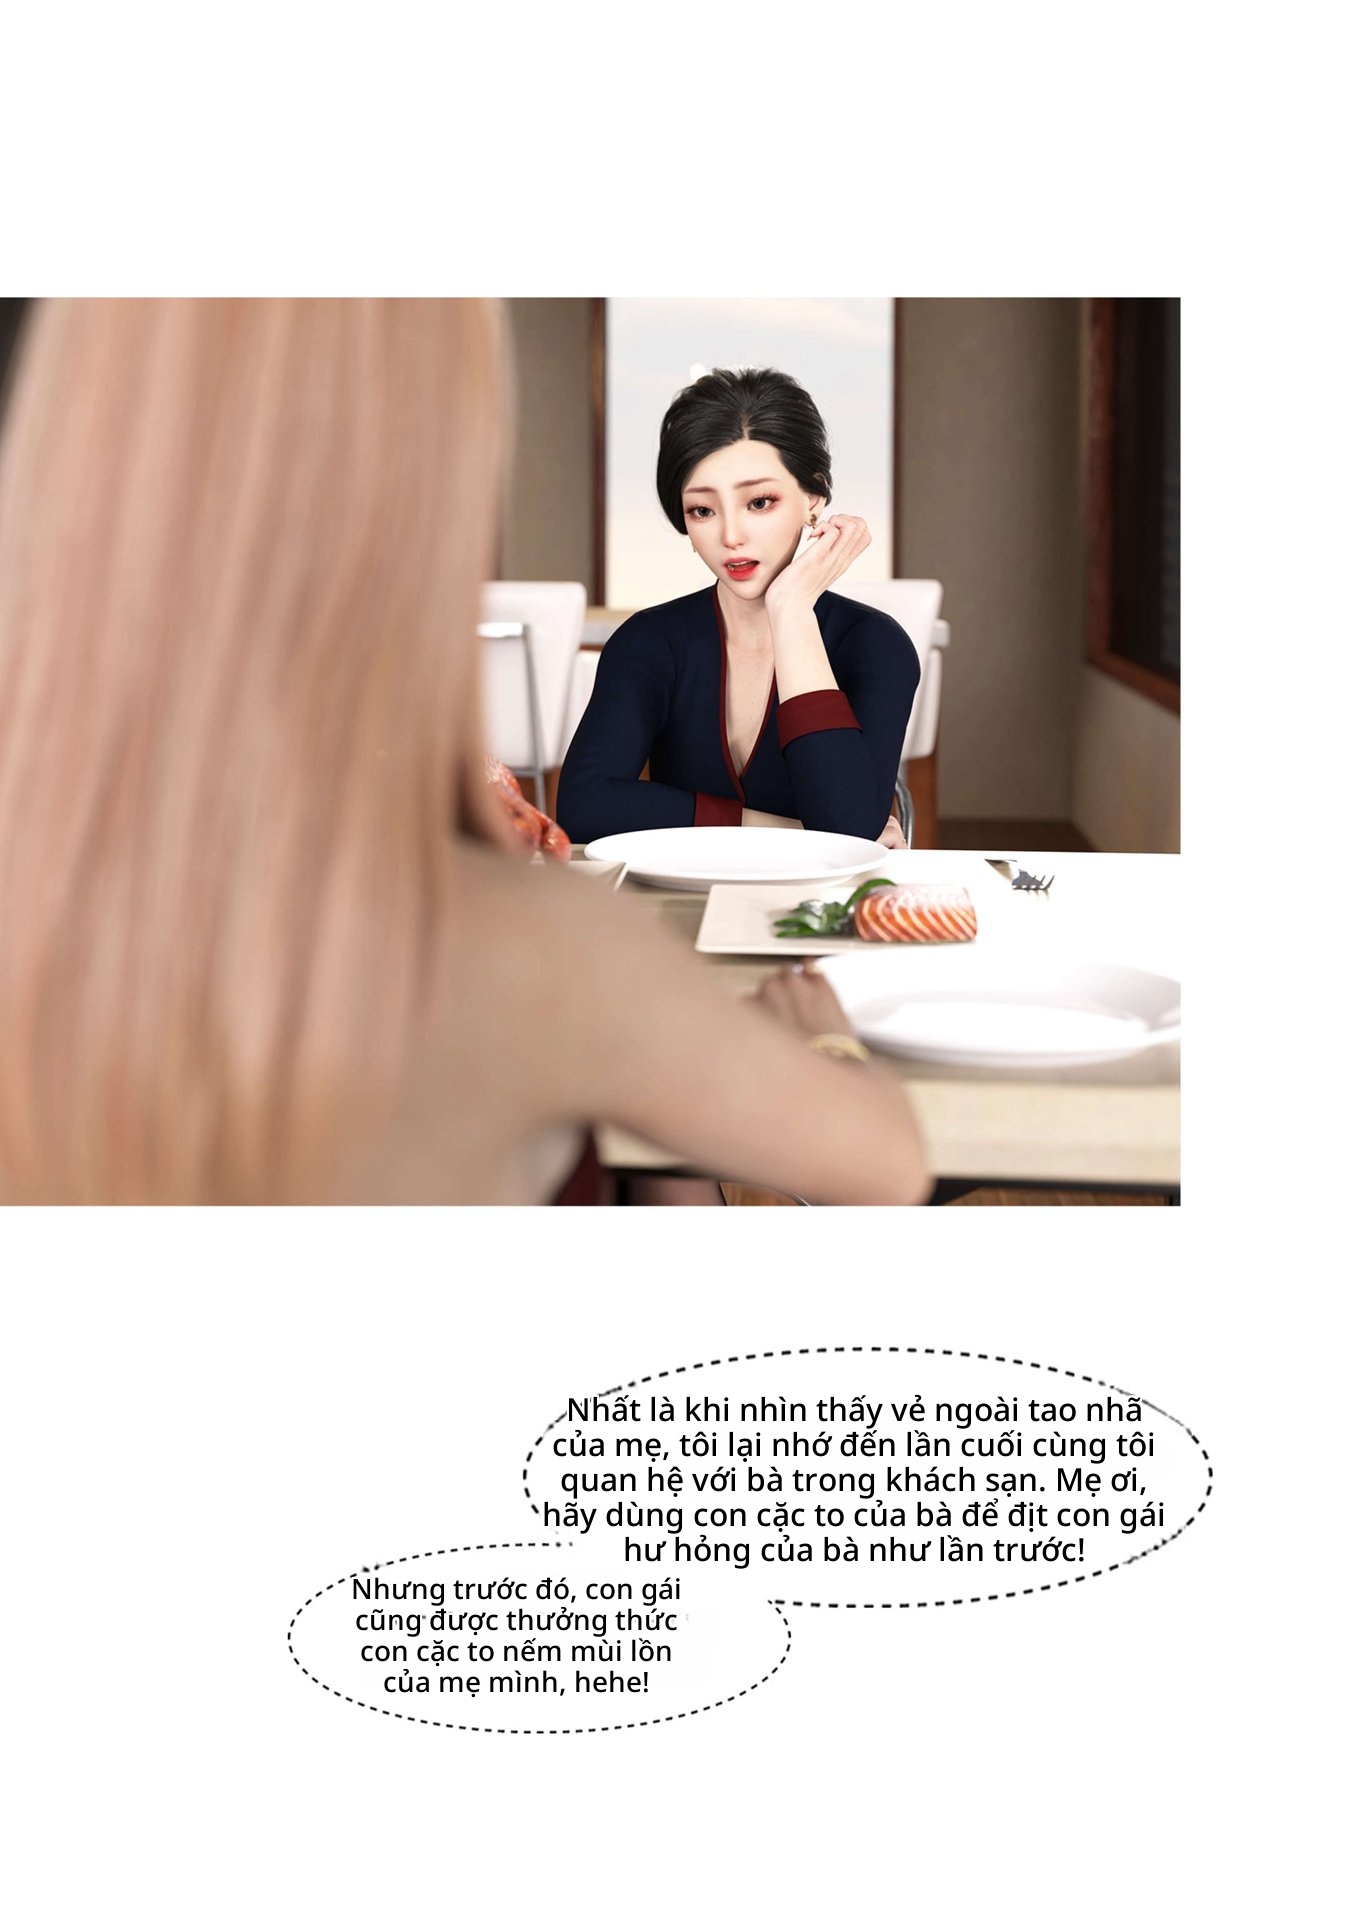 Nhất là khi nhìn thấy vẻ ngoài tao nhã
của mẹ, tôi lại nhớ đến lần cuối cùng tôi
quan hệ với bà trong khách sạn. Mẹ ơi,
hãy dùng con cặc to của bà để địt con gái
hư hỏng của bà như lần trước!
Nhưng trước đó, con gái
cũng được thưởng thức
con cặc to nếm mùi lồn
của mẹ mình, hehe!